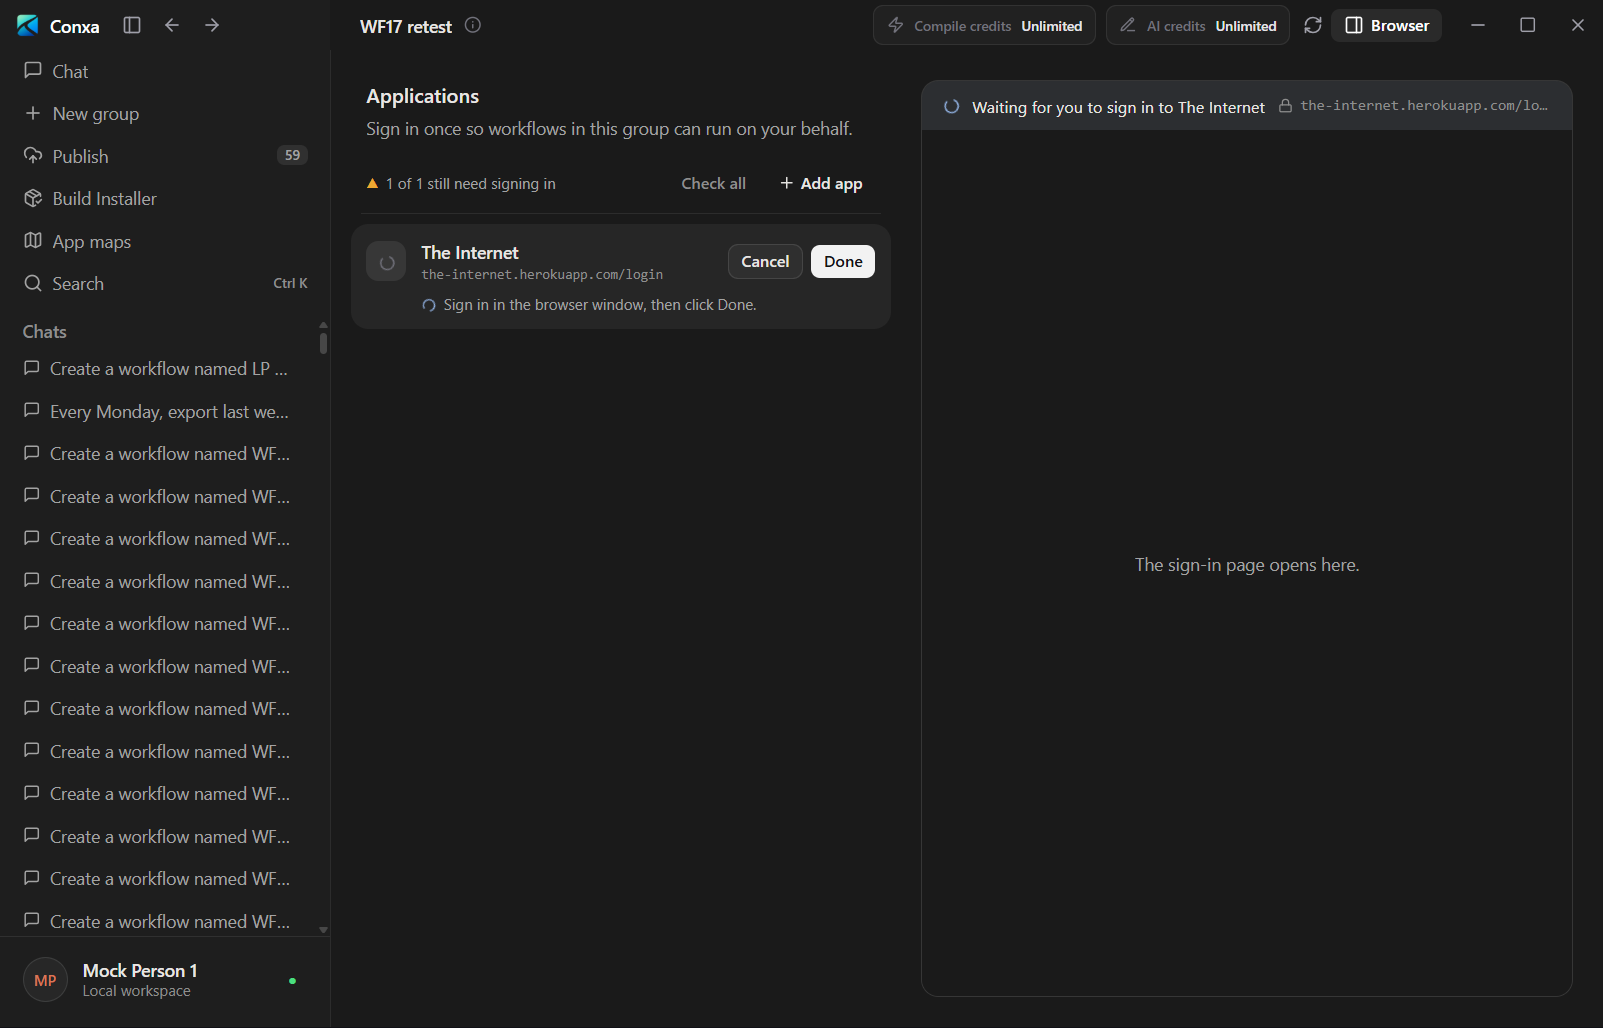 Conxa
WF17 retest
Compile credits Unlimited
AI credits Unlimited
Browser
Chat
New group
Publish 59
Build Installer
App maps
Search Ctrl K
Chats
Create a workflow named LP ...
Every Monday, export last we...
Create a workflow named WF...
Create a workflow named WF...
Create a workflow named WF...
Create a workflow named WF...
Create a workflow named WF...
Create a workflow named WF...
Create a workflow named WF...
Create a workflow named WF...
Create a workflow named WF...
Create a workflow named WF...
Create a workflow named WF...
Create a workflow named WF...
MP
Mock Person 1
Local workspace
Applications
Sign in once so workflows in this group can run on your behalf.
1 of 1 still need signing in
Check all
Add app
The Internet
the-internet.herokuapp.com/login
Cancel
Done
Sign in in the browser window, then click Done.
Waiting for you to sign in to The Internet the-internet.herokuapp.com/lo…
The sign-in page opens here.